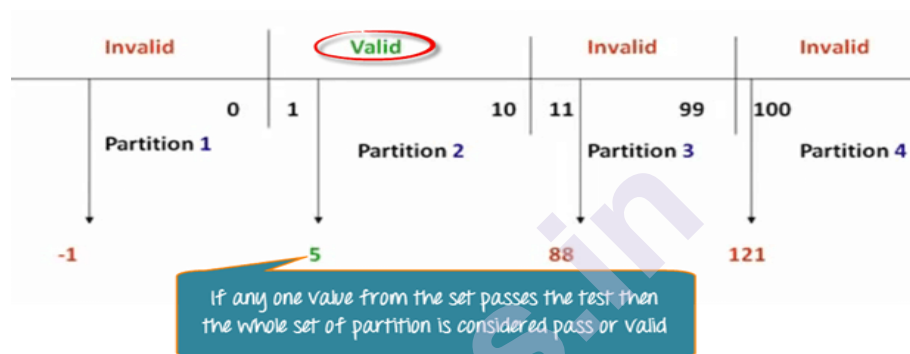 Invalid Valid Invalid Invalid
0 1 10 11 99 100
Partition 1 Partition 2 Partition 3 Partition 4
-1 5 88 121
If any one value from the set passes the test then
the whole set of partition is considered pass or valid
s.in